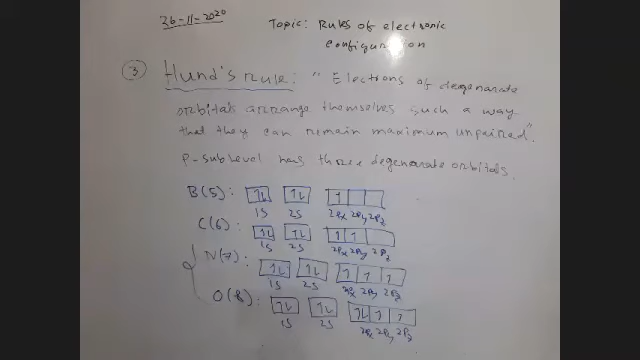 26-11-2020
Topic: Rules of electronic
configuration
3 Hund's rule: "Electrons of degenarate
orbitals arrange themselves such a way
that they can remain maximum unpaired".
P-sublevel has three degenarate orbitals.
B(5): ↑↓ ↑↓ ↑
1s 2s 2Px 2Py 2Pz
C(6): ↑↓ ↑↓ ↑ ↑
1s 2s 2Px 2Py 2Pz
N(7): ↑↓ ↑↓ ↑ ↑ ↑
1s 2s 2Px 2Py 2Pz
O(8): ↑↓ ↑↓ ↑↓ ↑ ↑
1s 2s 2Px 2Py 2Pz